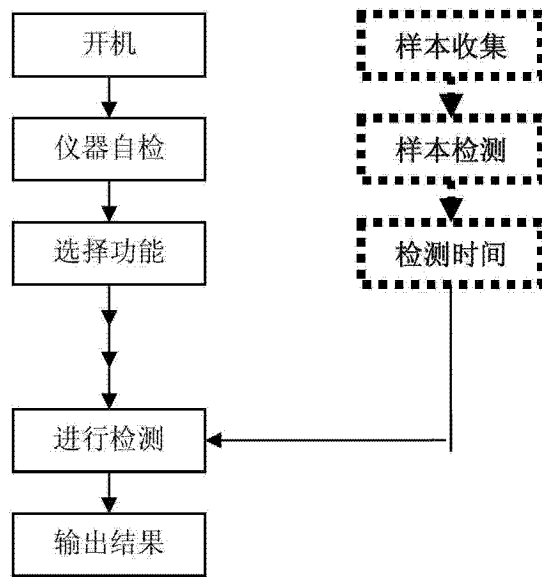 开机
仪器自检
选择功能
进行检测
输出结果
样本收集
样本检测
检测时间